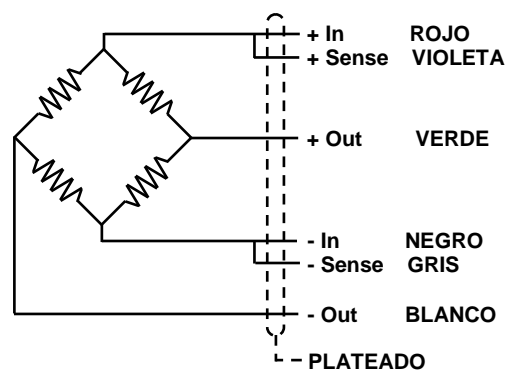 + In ROJO
+ Sense VIOLETA
+ Out VERDE
- In NEGRO
- Sense GRIS
- Out BLANCO
PLATEADO